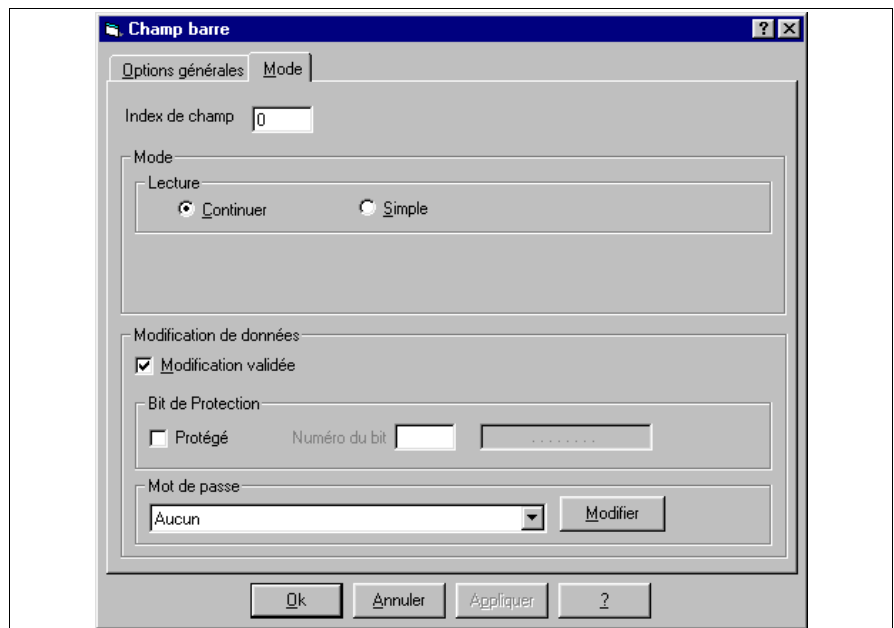 Champ barre
Options générales Mode
Index de champ 0
Mode
Lecture
Continuer Simple
Modification de données
Modification validée
Bit de Protection
Protégé Numéro du bit ........
Mot de passe
Aucun Modifier
Ok Annuler Appliquer ?